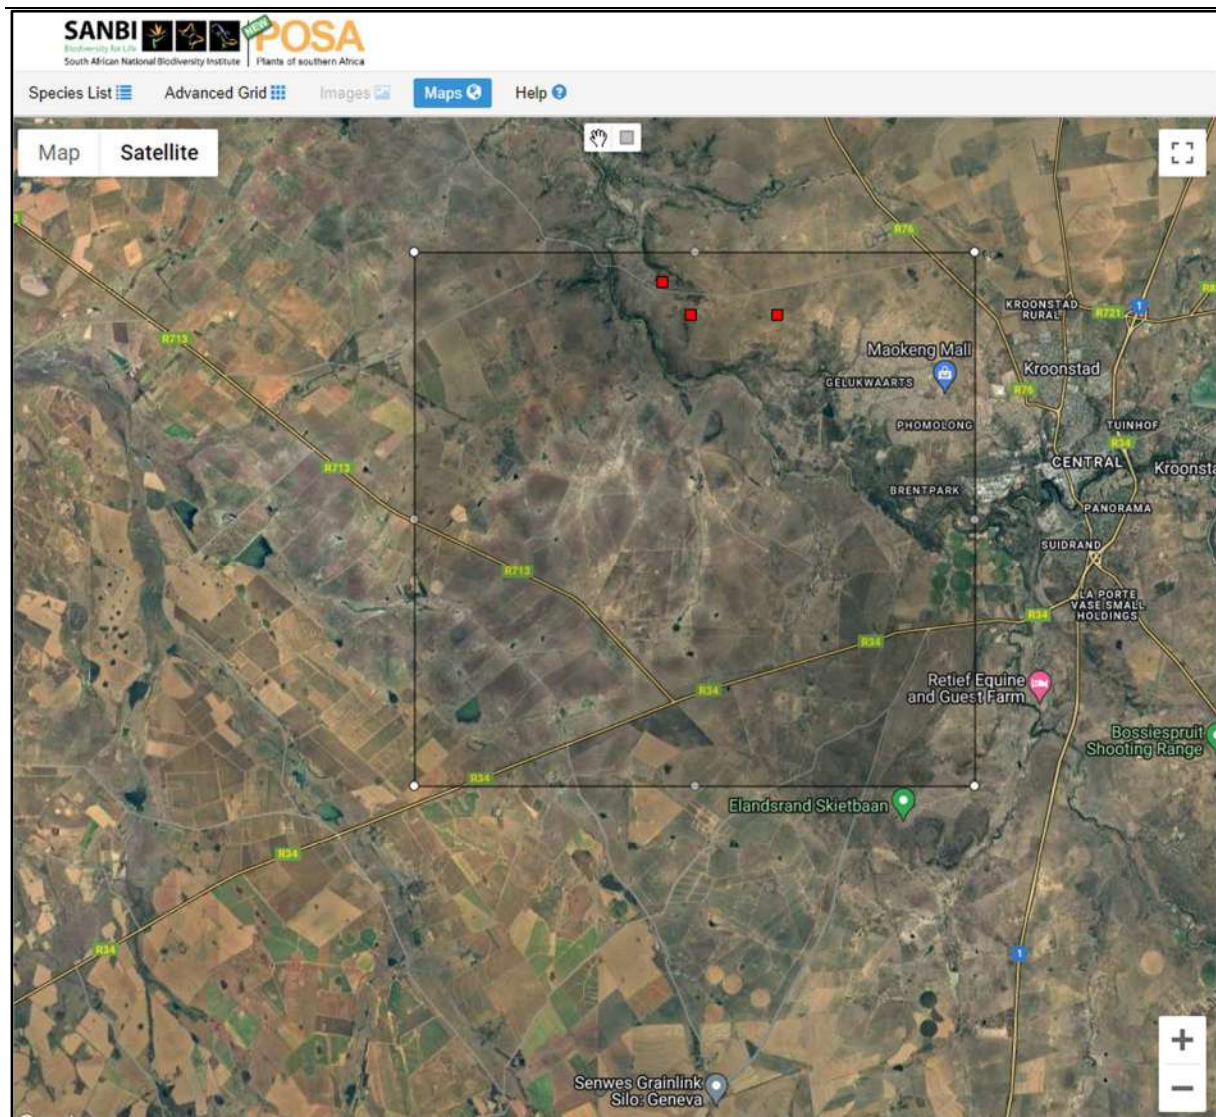 SANBI
Biodiversity for Life
South African National Biodiversity Institute
NEW
POSA
Plants of southern Africa
Species List
Advanced Grid
Images
Maps
Help ?
Map
Satellite
R76
KROONSTAD
RURAL
1
R721
R713
Maokeng Mall
Kroonstad
GELUKWAARTS
R76
PHOMOLONG
TUINHOF
R34
R713
CENTRAL
BRENTPARK
PANORAMA
SUIDRAND
R713
LA PORTE
VASE SMALL
HOLDINGS
R34
R34
Retief Equine
and Guest Farm
R34
Bossiespruit
Shooting Range
R34
Elandsrand Skietbaan
R34
R34
1
Senwes Grainlink
Silo: Geneva